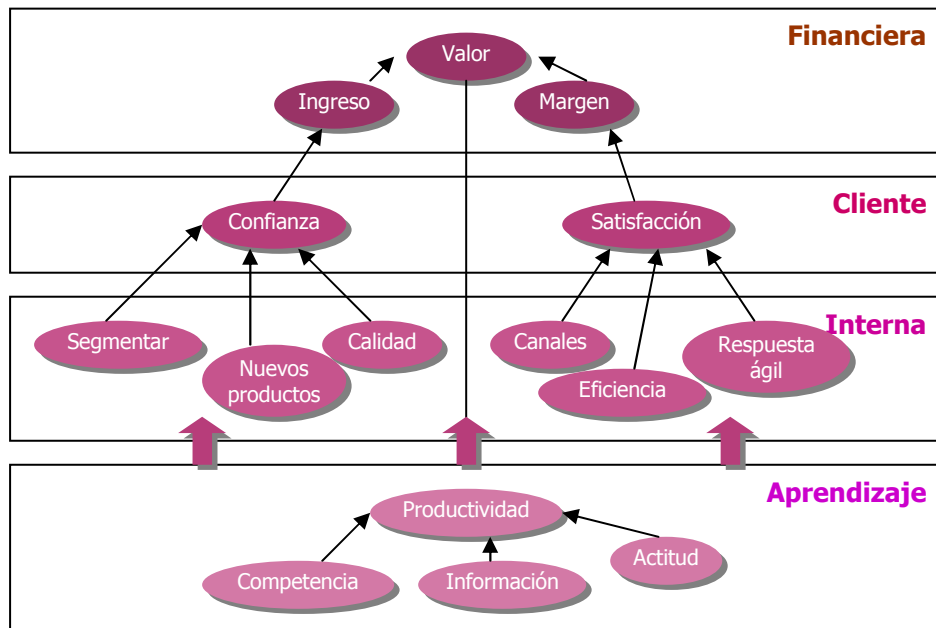 Financiera
Valor
Ingreso
Margen
Cliente
Confianza
Satisfacción
Interna
Segmentar
Nuevos
productos
Calidad
Canales
Eficiencia
Respuesta
ágil
Aprendizaje
Productividad
Competencia
Información
Actitud